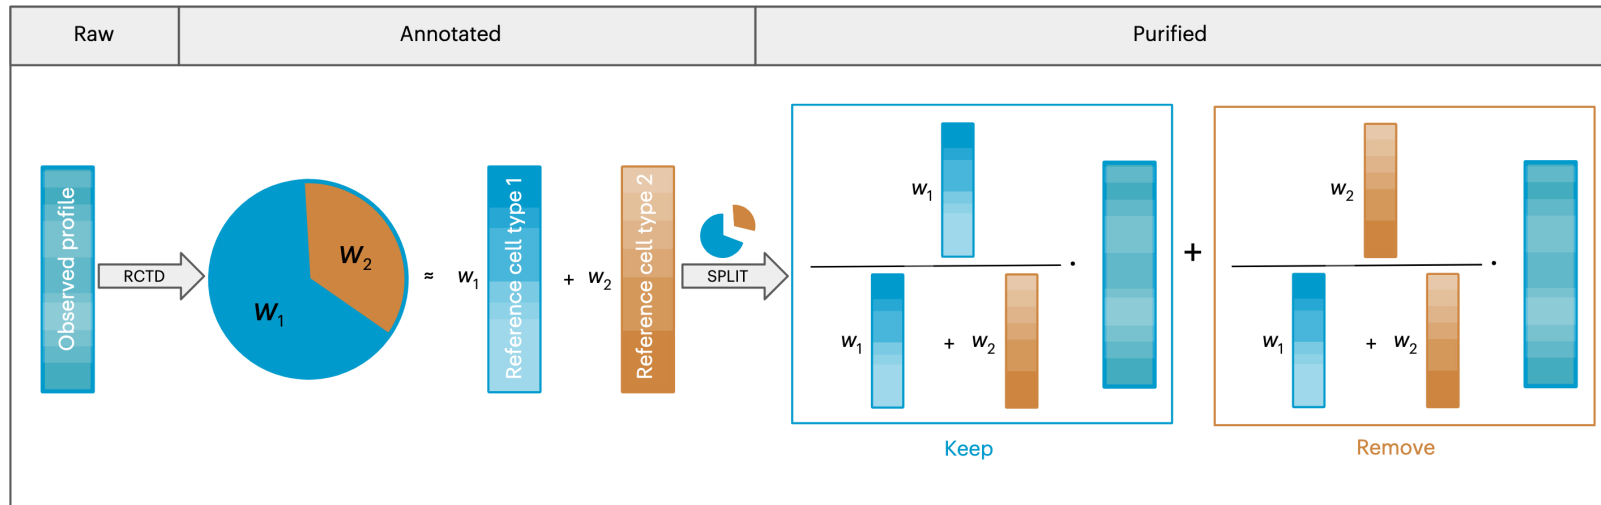 Raw
Annotated
Purified
Observed profile
RCTD
w1
w2
≈
w1
Reference cell type 1
+ w2
Reference cell type 2
SPLIT
w1
w1
+ w2
·
Keep
+
w2
w1
+ w2
·
Remove